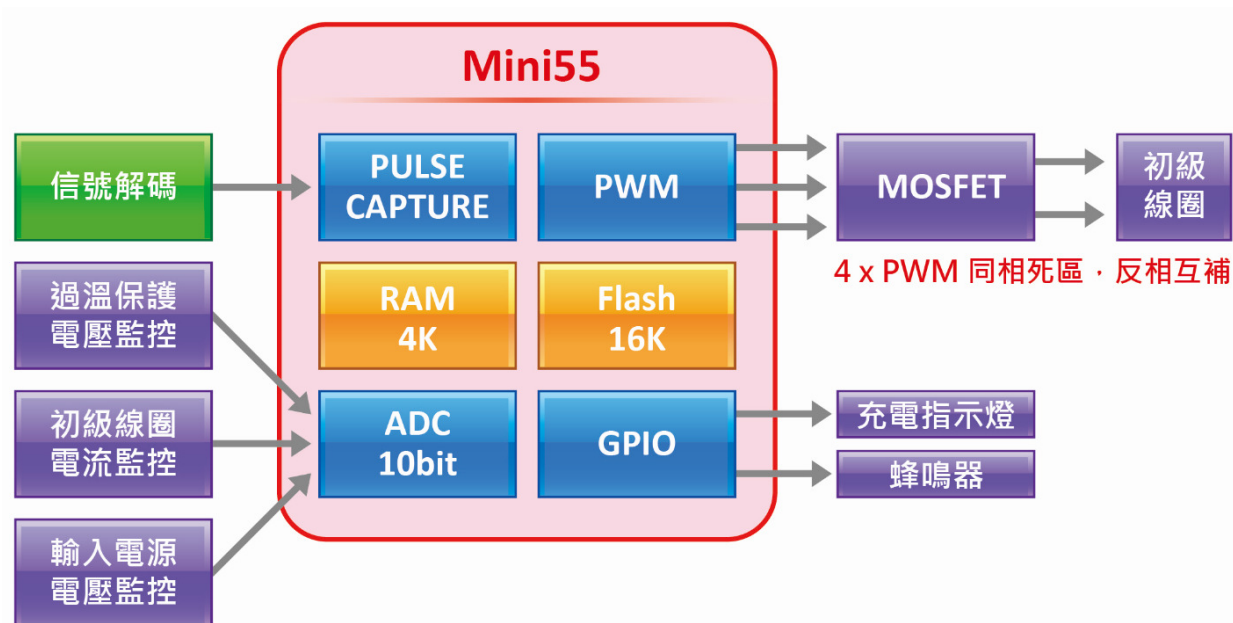 Mini55
信號解碼
PULSE
CAPTURE
PWM
MOSFET
初級
線圈
4 x PWM 同相死區，反相互補
過溫保護
電壓監控
RAM
4K
Flash
16K
初級線圈
電流監控
ADC
10bit
GPIO
充電指示燈
蜂鳴器
輸入電源
電壓監控